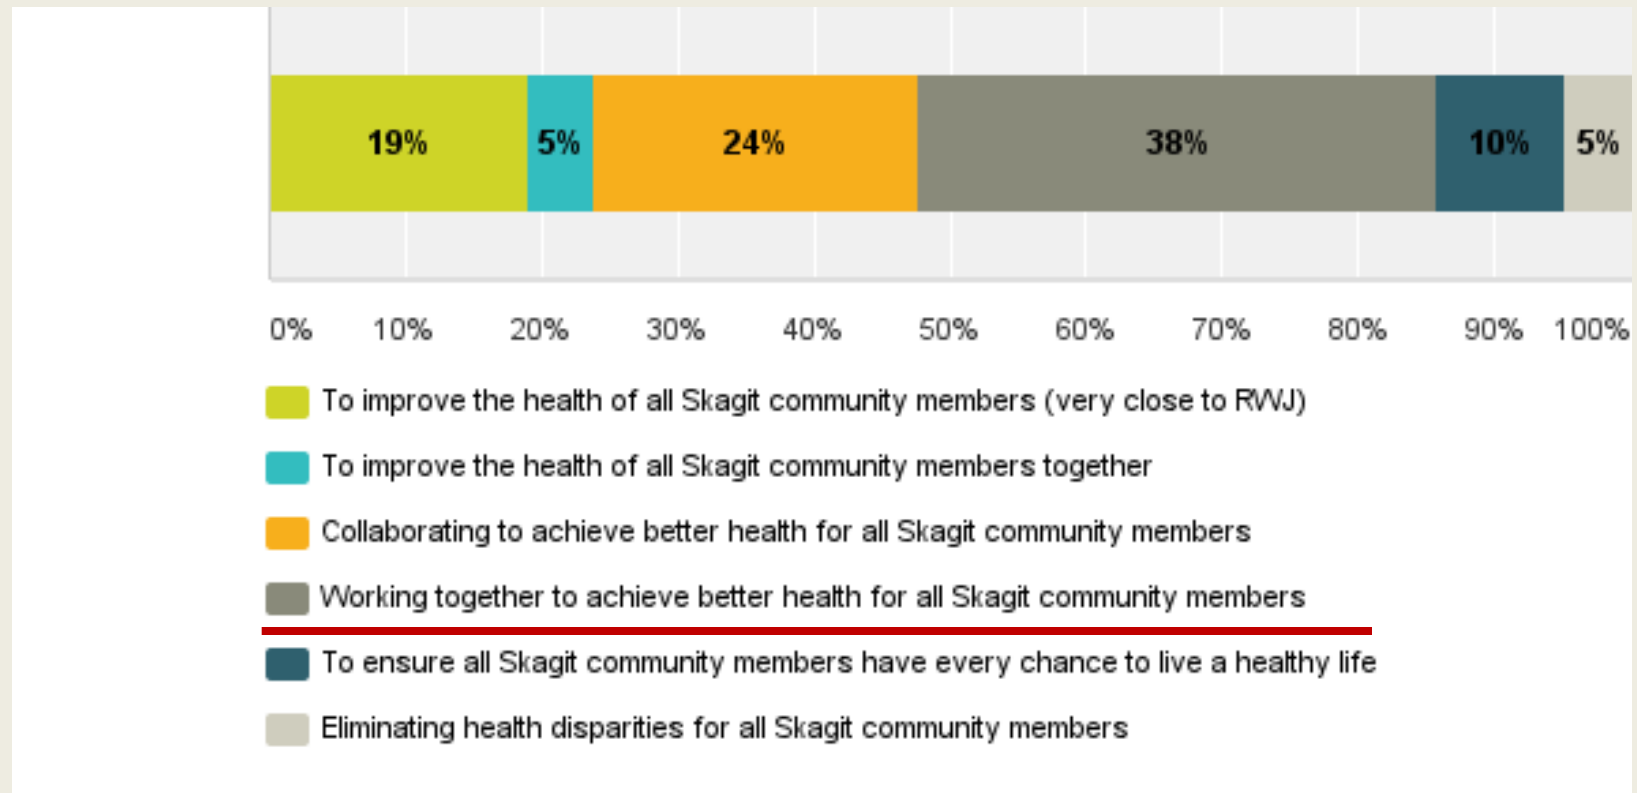 19% 5% 24% 38% 10% 5%
0% 10% 20% 30% 40% 50% 60% 70% 80% 90% 100%
To improve the health of all Skagit community members (very close to RWJ)
To improve the health of all Skagit community members together
Collaborating to achieve better health for all Skagit community members
Working together to achieve better health for all Skagit community members
To ensure all Skagit community members have every chance to live a healthy life
Eliminating health disparities for all Skagit community members